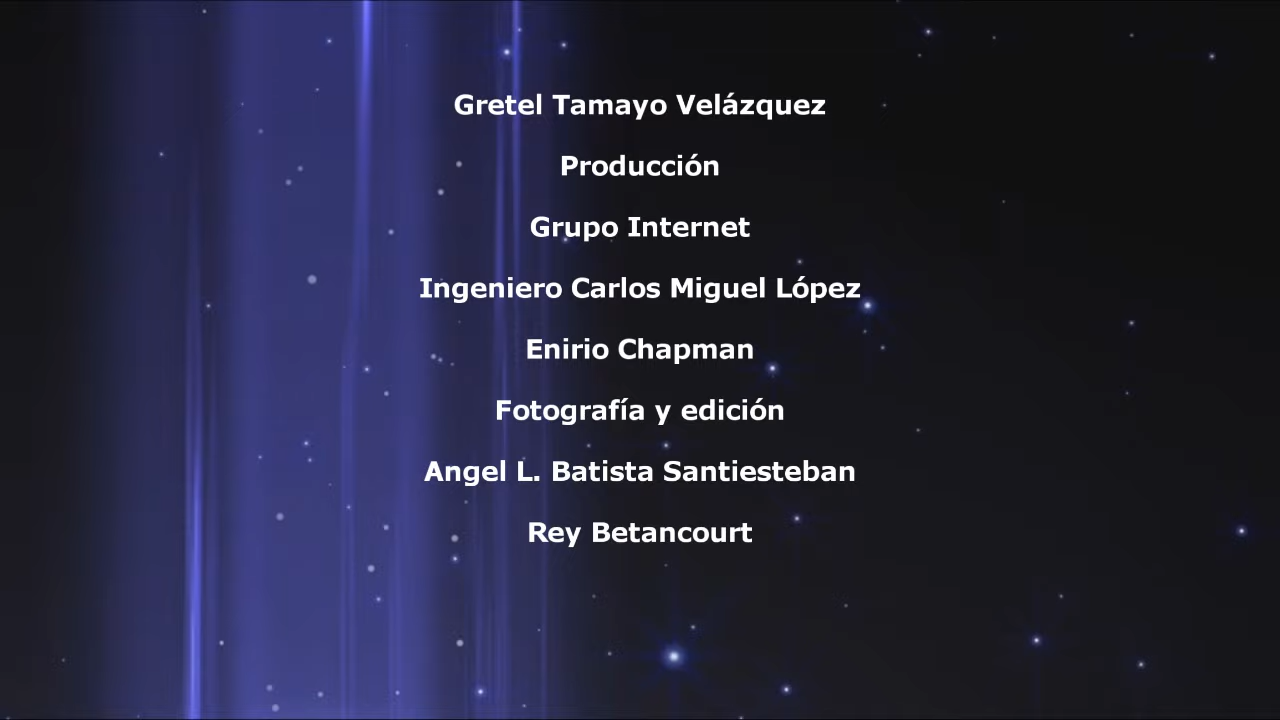 Gretel Tamayo Velázquez
Producción
Grupo Internet
Ingeniero Carlos Miguel López
Enirio Chapman
Fotografía y edición
Angel L. Batista Santiesteban
Rey Betancourt